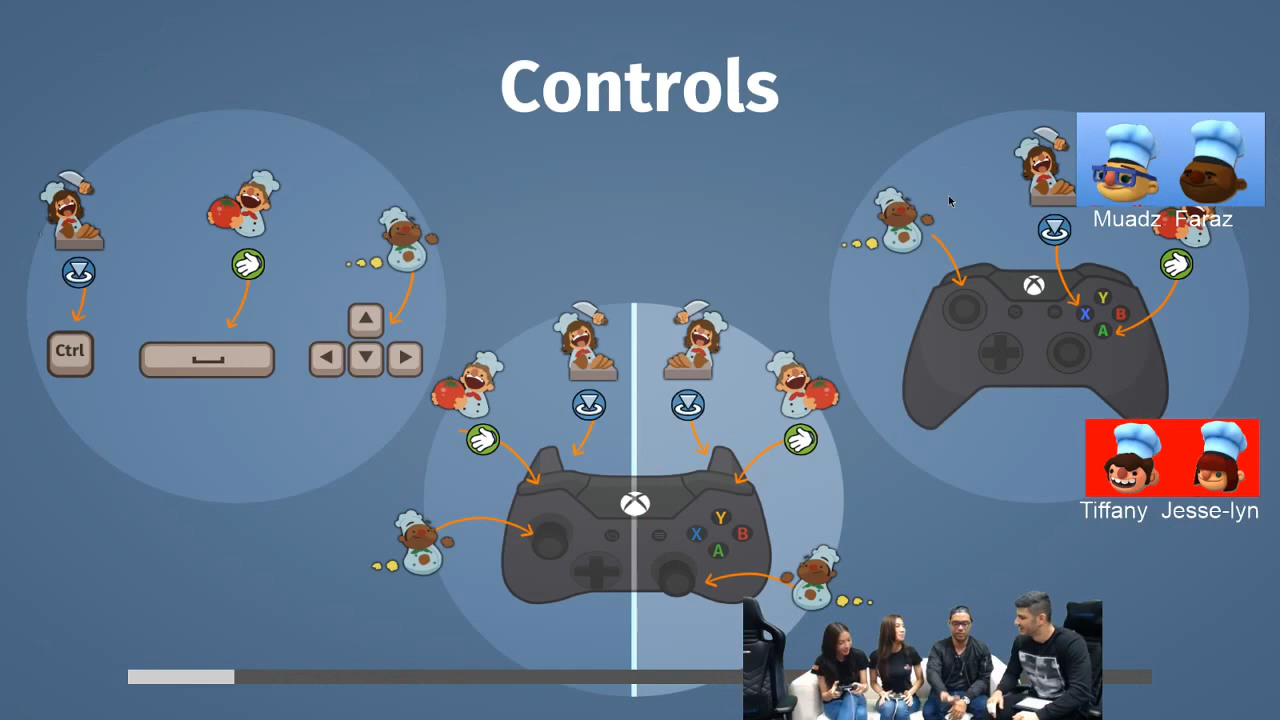 Controls
Muadz Faraz
Ctrl
Y
X B
A
Tiffany Jesse-lyn
Y
X B
A